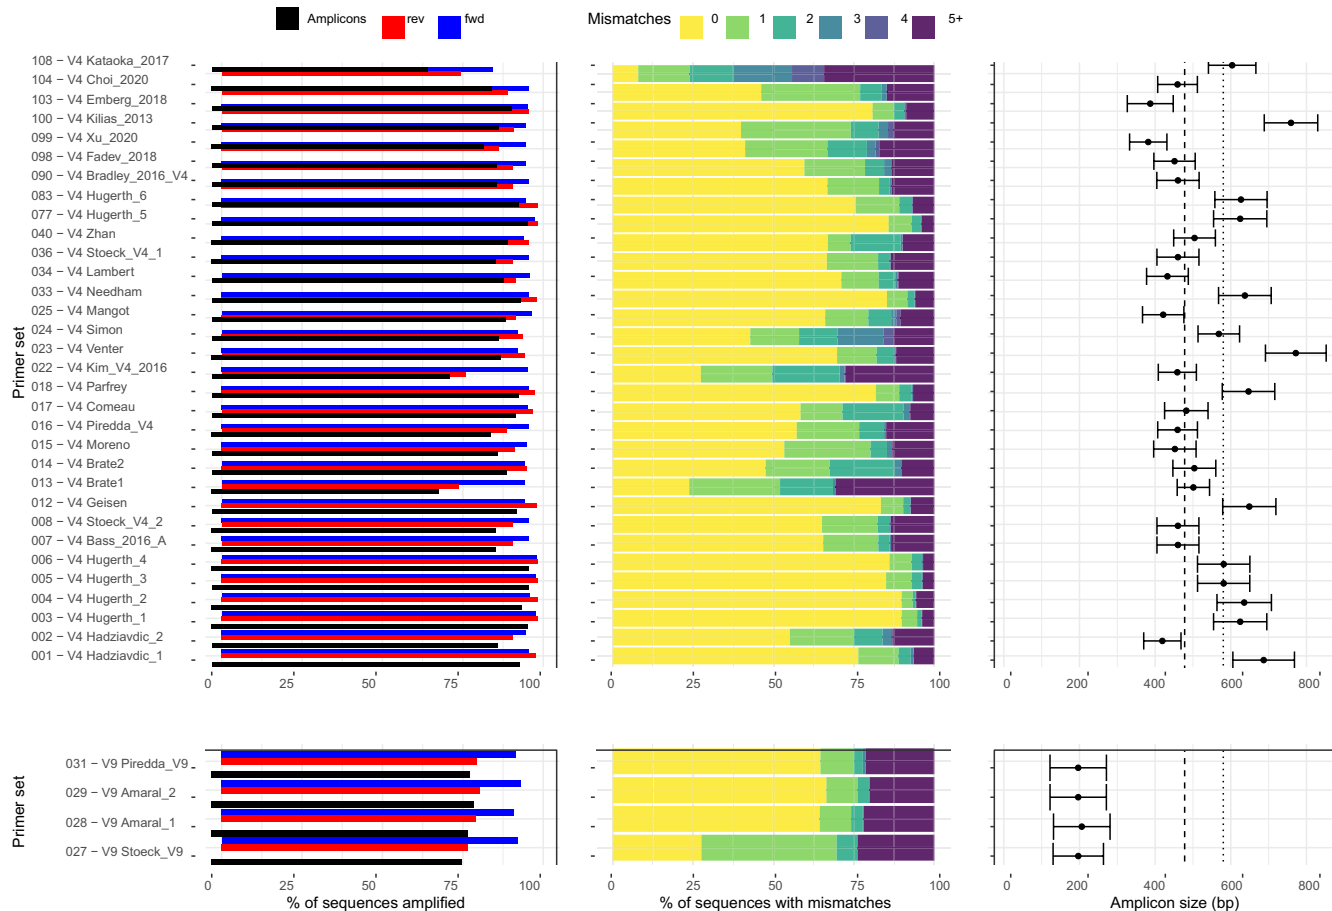 Amplicons rev fwd
Mismatches 0 1 2 3 4 5+
Primer set
108 − V4 Kataoka_2017
104 − V4 Choi_2020
103 − V4 Emberg_2018
100 − V4 Kilias_2013
099 − V4 Xu_2020
098 − V4 Fadev_2018
090 − V4 Bradley_2016_V4
083 − V4 Hugerth_6
077 − V4 Hugerth_5
040 − V4 Zhan
036 − V4 Stoeck_V4_1
034 − V4 Lambert
033 − V4 Needham
025 − V4 Mangot
024 − V4 Simon
023 − V4 Venter
022 − V4 Kim_V4_2016
018 − V4 Parfrey
017 − V4 Comeau
016 − V4 Piredda_V4
015 − V4 Moreno
014 − V4 Brate2
013 − V4 Brate1
012 − V4 Geisen
008 − V4 Stoeck_V4_2
007 − V4 Bass_2016_A
006 − V4 Hugerth_4
005 − V4 Hugerth_3
004 − V4 Hugerth_2
003 − V4 Hugerth_1
002 − V4 Hadziavdic_2
001 − V4 Hadziavdic_1
0 25 50 75 100
0 25 50 75 100
0 200 400 600 800
Primer set
031 − V9 Piredda_V9
029 − V9 Amaral_2
028 − V9 Amaral_1
027 − V9 Stoeck_V9
0 25 50 75 100
0 25 50 75 100
0 200 400 600 800
% of sequences amplified
% of sequences with mismatches
Amplicon size (bp)